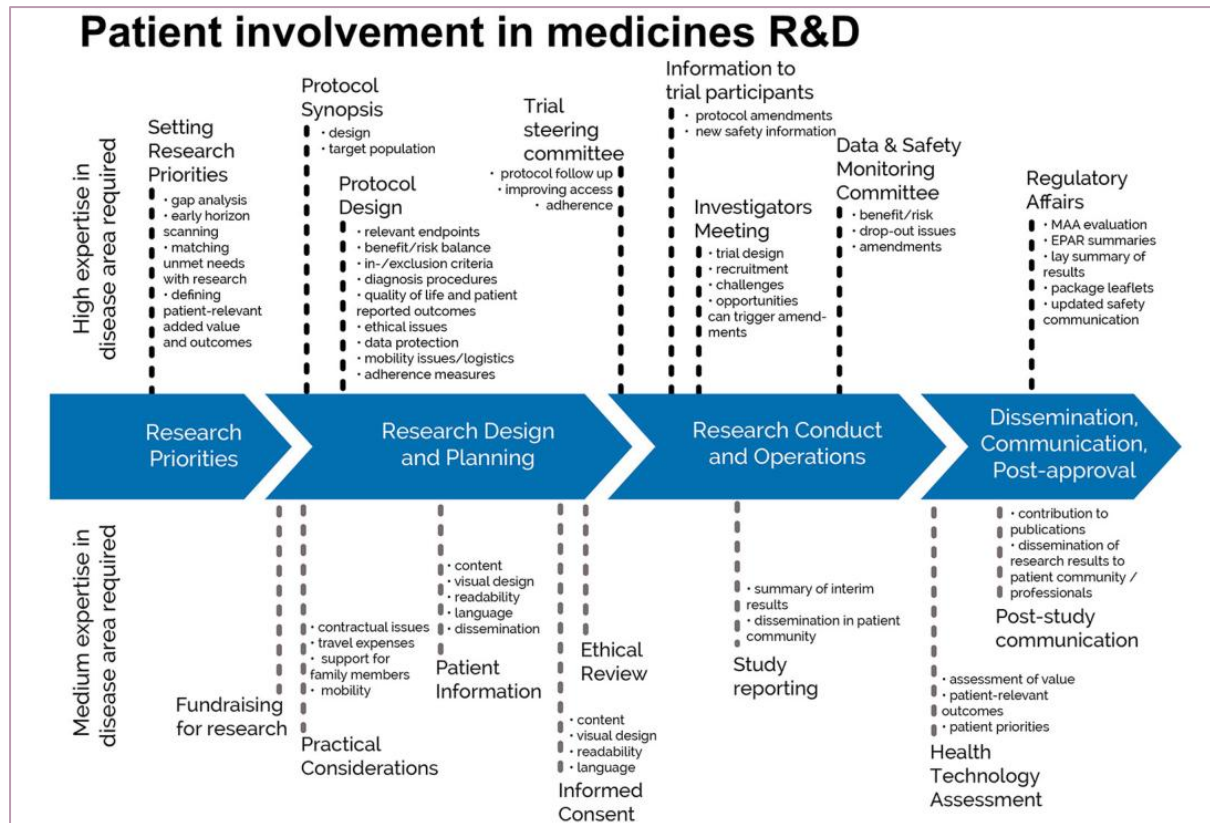 Patient involvement in medicines R&D
High expertise in
disease area required
Setting
Research
Priorities
• gap analysis
• early horizon
scanning
• matching
unmet needs
with research
• defining
patient-relevant
added value
and outcomes
Protocol
Synopsis
• design
• target population
Protocol
Design
• relevant endpoints
• benefit/risk balance
• in-/exclusion criteria
• diagnosis procedures
• quality of life and patient
reported outcomes
• ethical issues
• data protection
• mobility issues/logistics
• adherence measures
Trial
steering
committee
• protocol follow up
• improving access
• adherence
Information to
trial participants
• protocol amendments
• new safety information
Investigators
Meeting
• trial design
• recruitment
• challenges
• opportunities
can trigger amend-
ments
Data & Safety
Monitoring
Committee
• benefit/risk
• drop-out issues
• amendments
Regulatory
Affairs
• MAA evaluation
• EPAR summaries
• lay summary of
results
• package leaflets
• updated safety
communication
Research
Priorities
Research Design
and Planning
Research Conduct
and Operations
Dissemination,
Communication,
Post-approval
Medium expertise in
disease area required
Fundraising
for research
• contractual issues
• travel expenses
• support for
family members
• mobility
Practical
Considerations
• content
• visual design
• readability
• language
• dissemination
Patient
Information
Ethical
Review
• content
• visual design
• readability
• language
Informed
Consent
• summary of interim
results
• dissemination in patient
community
Study
reporting
• contribution to
publications
• dissemination of
research results to
patient community /
professionals
Post-study
communication
• assessment of value
• patient-relevant
outcomes
• patient priorities
Health
Technology
Assessment